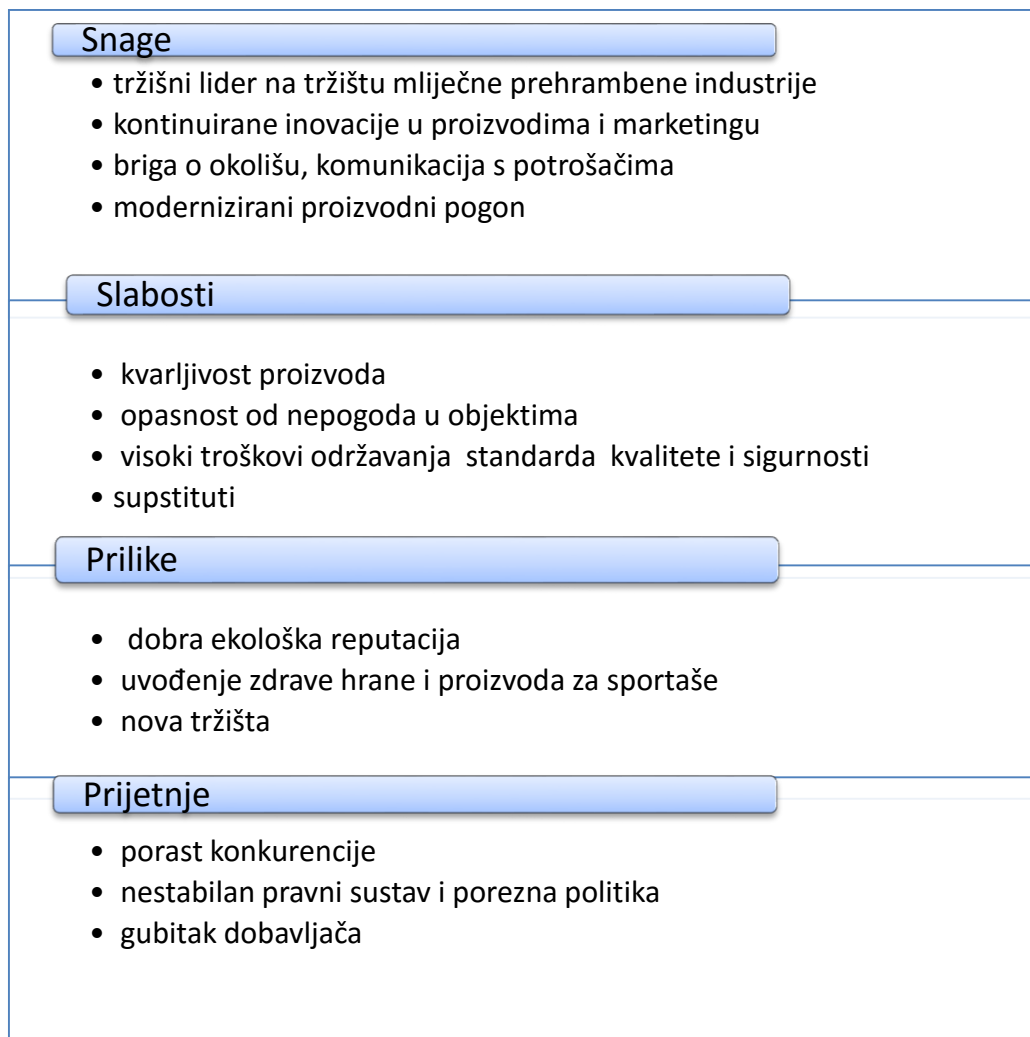 Snage
• tržišni lider na tržištu mliječne prehrambene industrije
• kontinuirane inovacije u proizvodima i marketingu
• briga o okolišu, komunikacija s potrošačima
• modernizirani proizvodni pogon
Slabosti
• kvarljivost proizvoda
• opasnost od nepogoda u objektima
• visoki troškovi održavanja standarda kvalitete i sigurnosti
• supstituti
Prilike
• dobra ekološka reputacija
• uvođenje zdrave hrane i proizvoda za sportaše
• nova tržišta
Prijetnje
• porast konkurencije
• nestabilan pravni sustav i porezna politika
• gubitak dobavljača